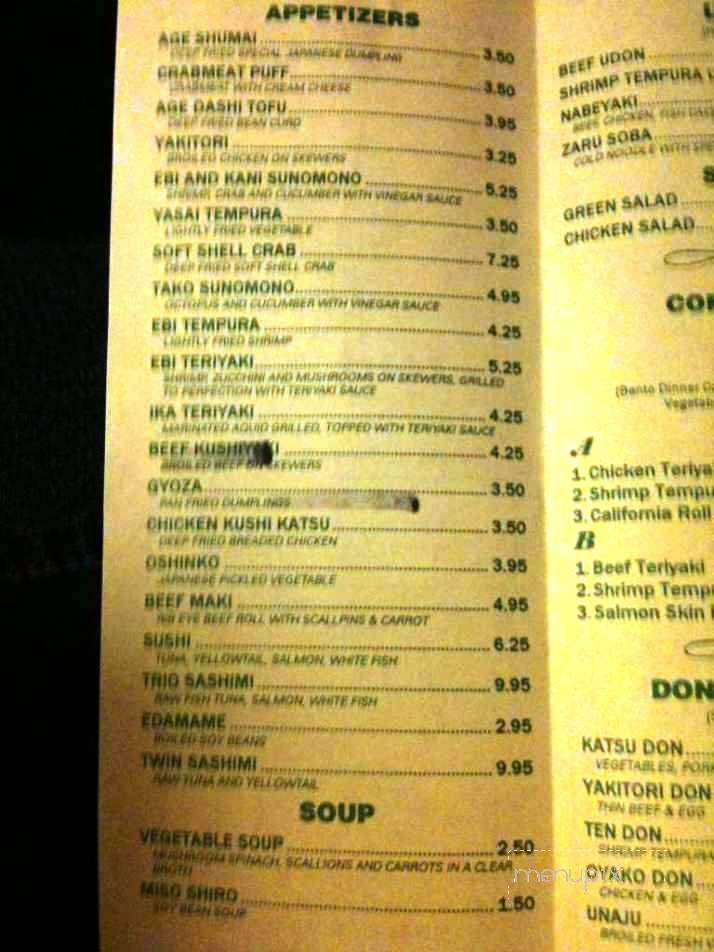 APPETIZERS
AGE SHUMAI 3.50
DEEP FRIED SPECIAL JAPANESE DUMPLING
CRABMEAT PUFF 3.50
CRABMEAT WITH CREAM CHEESE
AGE DASHI TOFU 3.95
DEEP FRIED BEAN CURD
YAKITORI 3.25
BROILED CHICKEN ON SKEWERS
EBI AND KANI SUNOMONO 5.25
SHRIMP, CRAB AND CUCUMBER WITH VINEGAR SAUCE
YASAI TEMPURA 3.50
LIGHTLY FRIED VEGETABLE
SOFT SHELL CRAB 7.25
DEEP FRIED SOFT SHELL CRAB
TAKO SUNOMONO 4.95
OCTOPUS AND CUCUMBER WITH VINEGAR SAUCE
EBI TEMPURA 4.25
LIGHTLY FRIED SHRIMP
EBI TERIYAKI 5.25
SHRIMP, ZUCCHINI AND MUSHROOMS ON SKEWERS, GRILLED
TO PERFECTION WITH TERIYAKI SAUCE
IKA TERIYAKI 4.25
MARINATED AQUID GRILLED, TOPPED WITH TERIYAKI SAUCE
BEEF 4.25
BROILED BEEF ON SKEWERS
GYOZA 3.50
PAN FRIED DUMPLINGS
CHICKEN KUSHI KATSU 3.50
DEEP FRIED BREADED CHICKEN
OSHINKO 3.95
JAPANESE PICKLED VEGETABLE
BEEF MAKI 4.95
RIB EYE BEEF ROLL WITH SCALLPINS & CARROT
SUSHI 6.25
TUNA, YELLOWTAIL, SALMON, WHITE FISH
TRIO SASHIMI 9.95
RAW FISH TUNA, SALMON, WHITE FISH
EDAMAME 2.95
BOILED SOY BEANS
TWIN SASHIMI 9.95
RAW TUNA AND YELLOWTAIL
SOUP
VEGETABLE SOUP 2.50
MUSHROOM SPINACH, SCALLIONS AND CARROTS IN A CLEAR
BROTH
MISO SHIRO 1.50
SOY BEAN SOUP
BEEF UDON
SHRIMP TEMPURA
NABEYAKI
BEEF, CHICKEN, FISH
ZARU SOBA
COLD NOODLE WITH
GREEN SALAD
CHICKEN SALAD
(Bento Dinner
A
1. Chicken
2. Shrimp
3. California Roll
B
1. Beef Teriyaki
2. Shrimp
3. Salmon Skin
DON
KATSU DON
VEGETABLES,
YAKITORI DON
THIN BEEF & EGG
TEN DON
SHRIMP TEMPURA
OYAKO DON
CHICKEN & EGG
UNAJU
BROILED FRESH
menupix